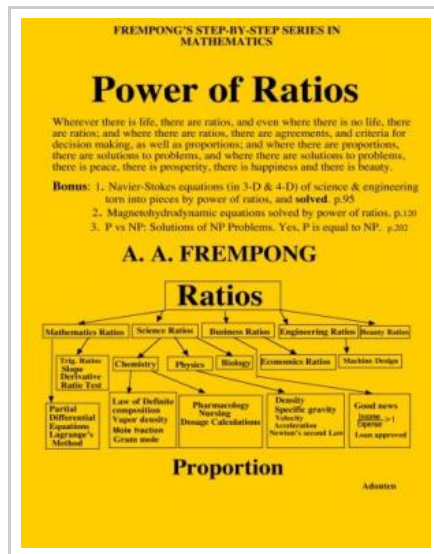 FREMPONG'S STEP-BY-STEP SERIES IN
MATHEMATICS
Power of Ratios
Wherever there is life, there are ratios, and even where there is no life, there
are ratios; and where there are ratios, there are agreements, and criteria for
decision making, as well as proportions; and where there are proportions,
there are solutions to problems, and where there are solutions to problems,
there is peace, there is prosperity, there is happiness and there is beauty.
Bonus: 1. Navier-Stokes equations (in 3-D & 4-D) of science & engineering
torn into pieces by power of ratios, and solved. p.95
2. Magnetohydrodynamic equations solved by power of ratios. p.120
3. P vs NP: Solutions of NP Problems. Yes, P is equal to NP. p.202
A. A. FREMPONG
Ratios
Mathematics Ratios
Science Ratios
Business Ratios
Engineering Ratios
Beauty Ratios
Trig. Ratios
Slope
Derivative
Ratio Test
Chemistry
Physics
Biology
Economics Ratios
Machine Design
Partial
Differential
Equations
Lagrange's
Method
Law of Definite
composition
Vapor density
Mole fraction
Gram mole
Pharmacology
Nursing
Dosage Calculations
Density
Specific gravity
Velocity
Acceleration
Newton's second Law
Good news
Income
Expense >1
Loan approved
Proportion
Adonten